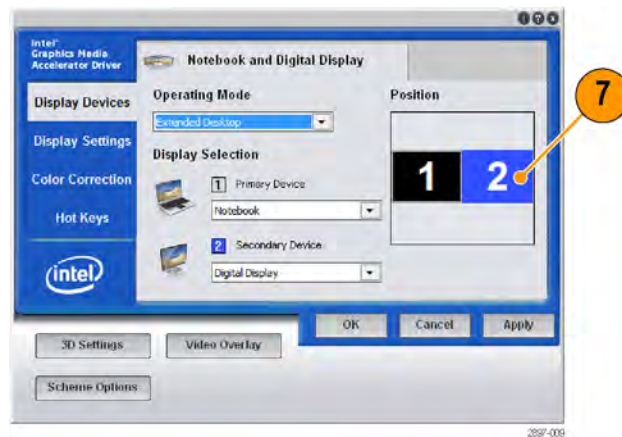 Intel®
Graphics Media
Accelerator Driver
Notebook and Digital Display
Display Devices
Display Settings
Color Correction
Hot Keys
intel
Operating Mode
Extended Desktop
Display Selection
1 Primary Device
Notebook
2 Secondary Device
Digital Display
Position
1 2
7
OK Cancel Apply
3D Settings Video Overlay
Scheme Options
2897-009